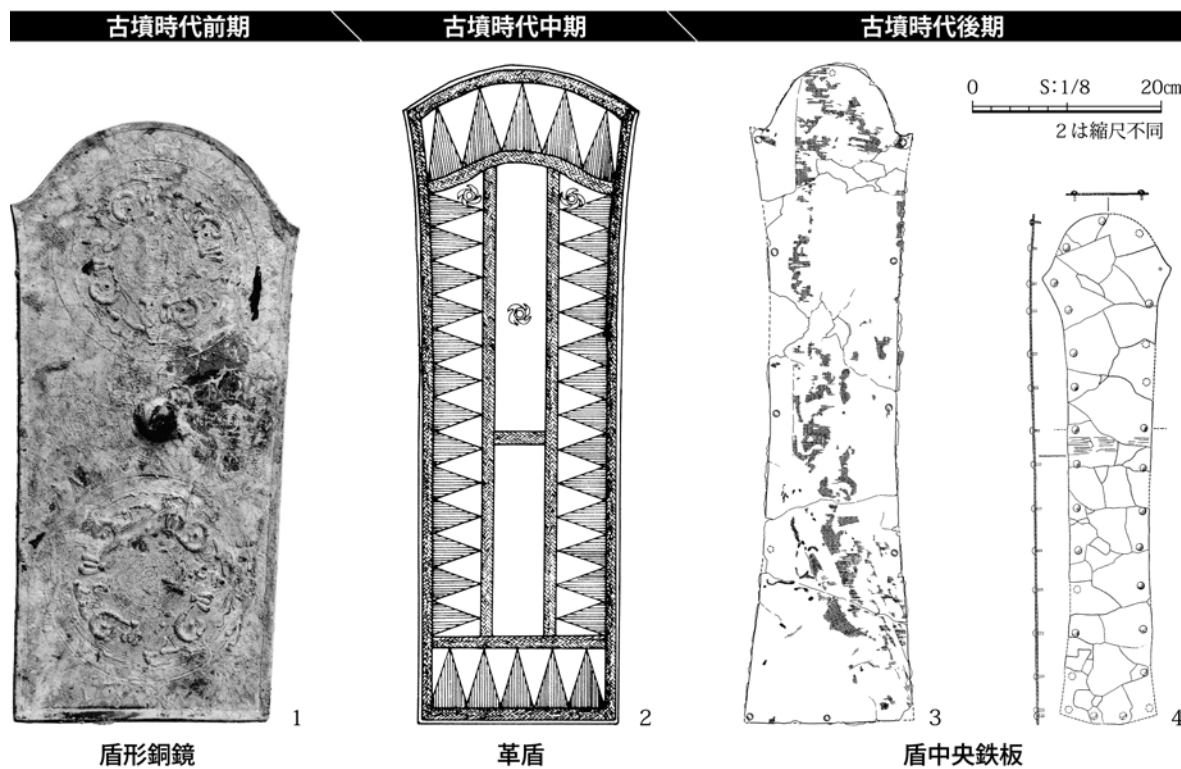 古墳時代前期
古墳時代中期
古墳時代後期
0 S:1/8 20cm
2は縮尺不同
1
2
3
4
盾形銅鏡
革盾
盾中央鉄板